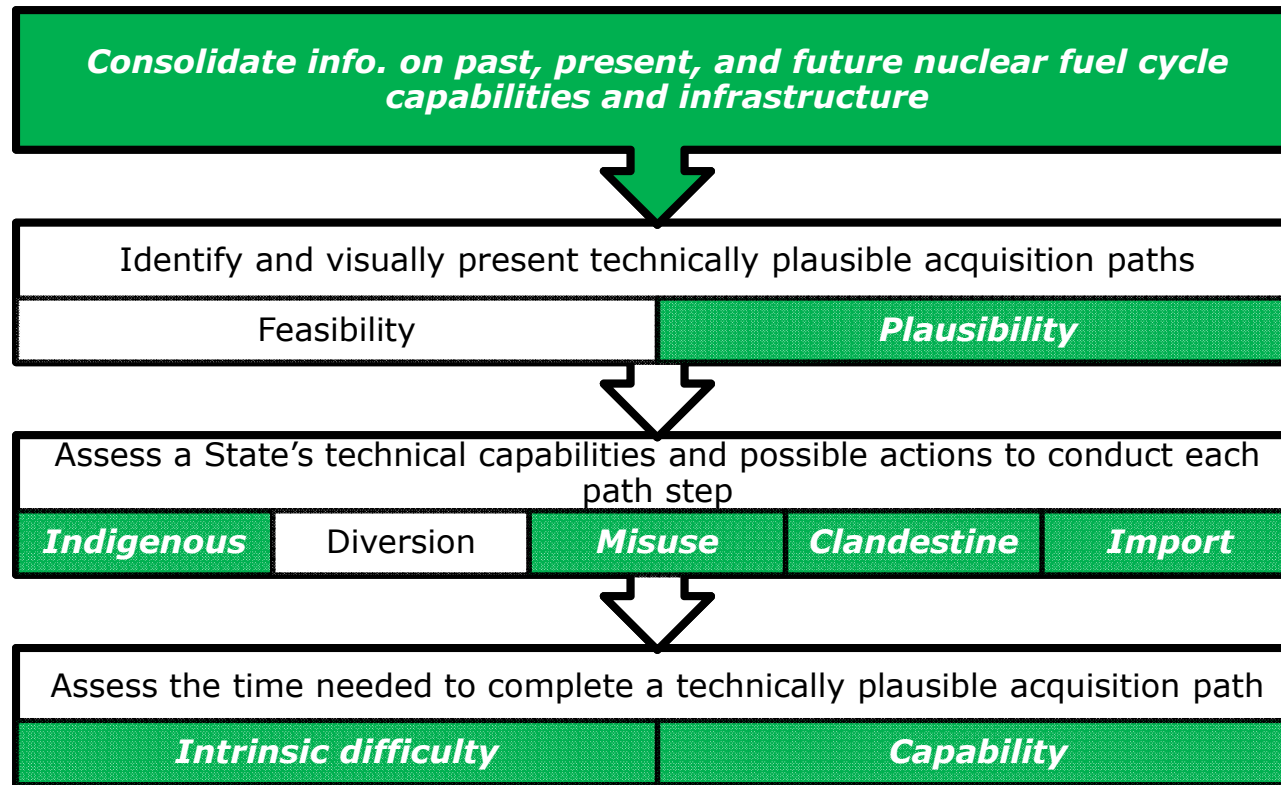 Consolidate info. on past, present, and future nuclear fuel cycle
capabilities and infrastructure
Identify and visually present technically plausible acquisition paths
Feasibility
Plausibility
Assess a State’s technical capabilities and possible actions to conduct each
path step
Indigenous
Diversion
Misuse
Clandestine
Import
Assess the time needed to complete a technically plausible acquisition path
Intrinsic difficulty
Capability